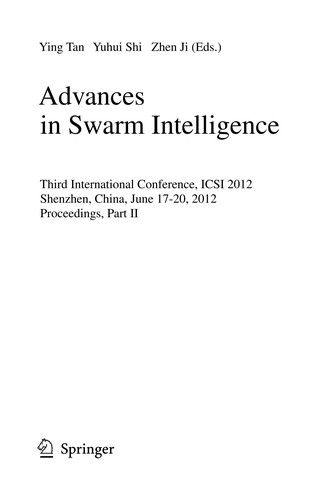 Ying Tan Yuhui Shi Zhen Ji (Eds.)
Advances
in Swarm Intelligence
Third International Conference, ICSI 2012
Shenzhen, China, June 17-20, 2012
Proceedings, Part II
Springer